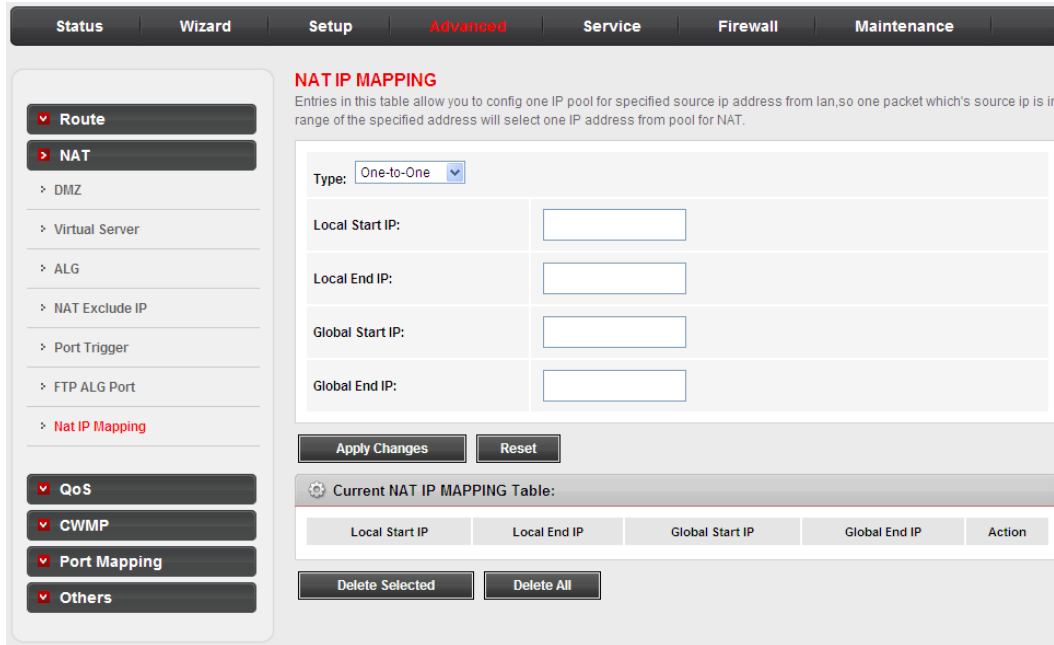 Status Wizard Setup Advanced Service Firewall Maintenance
Route
NAT
DMZ
Virtual Server
ALG
NAT Exclude IP
Port Trigger
FTP ALG Port
Nat IP Mapping
QoS
CWMP
Port Mapping
Others
NAT IP MAPPING
Entries in this table allow you to config one IP pool for specified source ip address from lan,so one packet which's source ip is
range of the specified address will select one IP address from pool for NAT.
Type: One-to-One
Local Start IP:
Local End IP:
Global Start IP:
Global End IP:
Apply Changes Reset
Current NAT IP MAPPING Table:
Local Start IP Local End IP Global Start IP Global End IP Action
Delete Selected Delete All